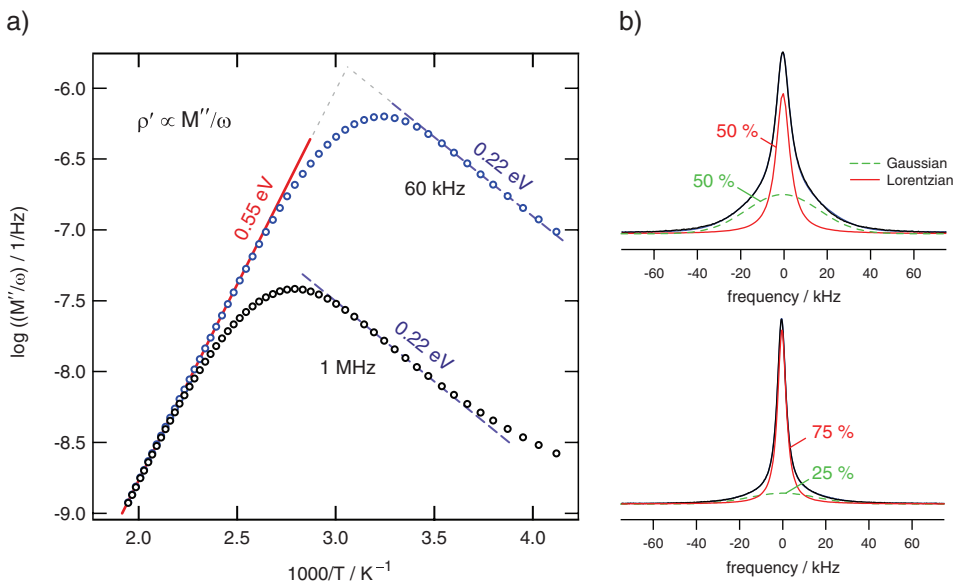 a)
log ((M''/ω) / 1/Hz)
-6.0
-6.5
-7.0
-7.5
-8.0
-8.5
-9.0
ρ' ∝ M''/ω
0.55 eV
0.22 eV
60 kHz
0.22 eV
1 MHz
2.0 2.5 3.0 3.5 4.0
1000/T / K⁻¹
b)
50 %
50 %
Gaussian
Lorentzian
-60 -40 -20 0 20 40 60
frequency / kHz
75 %
25 %
-60 -40 -20 0 20 40 60
frequency / kHz